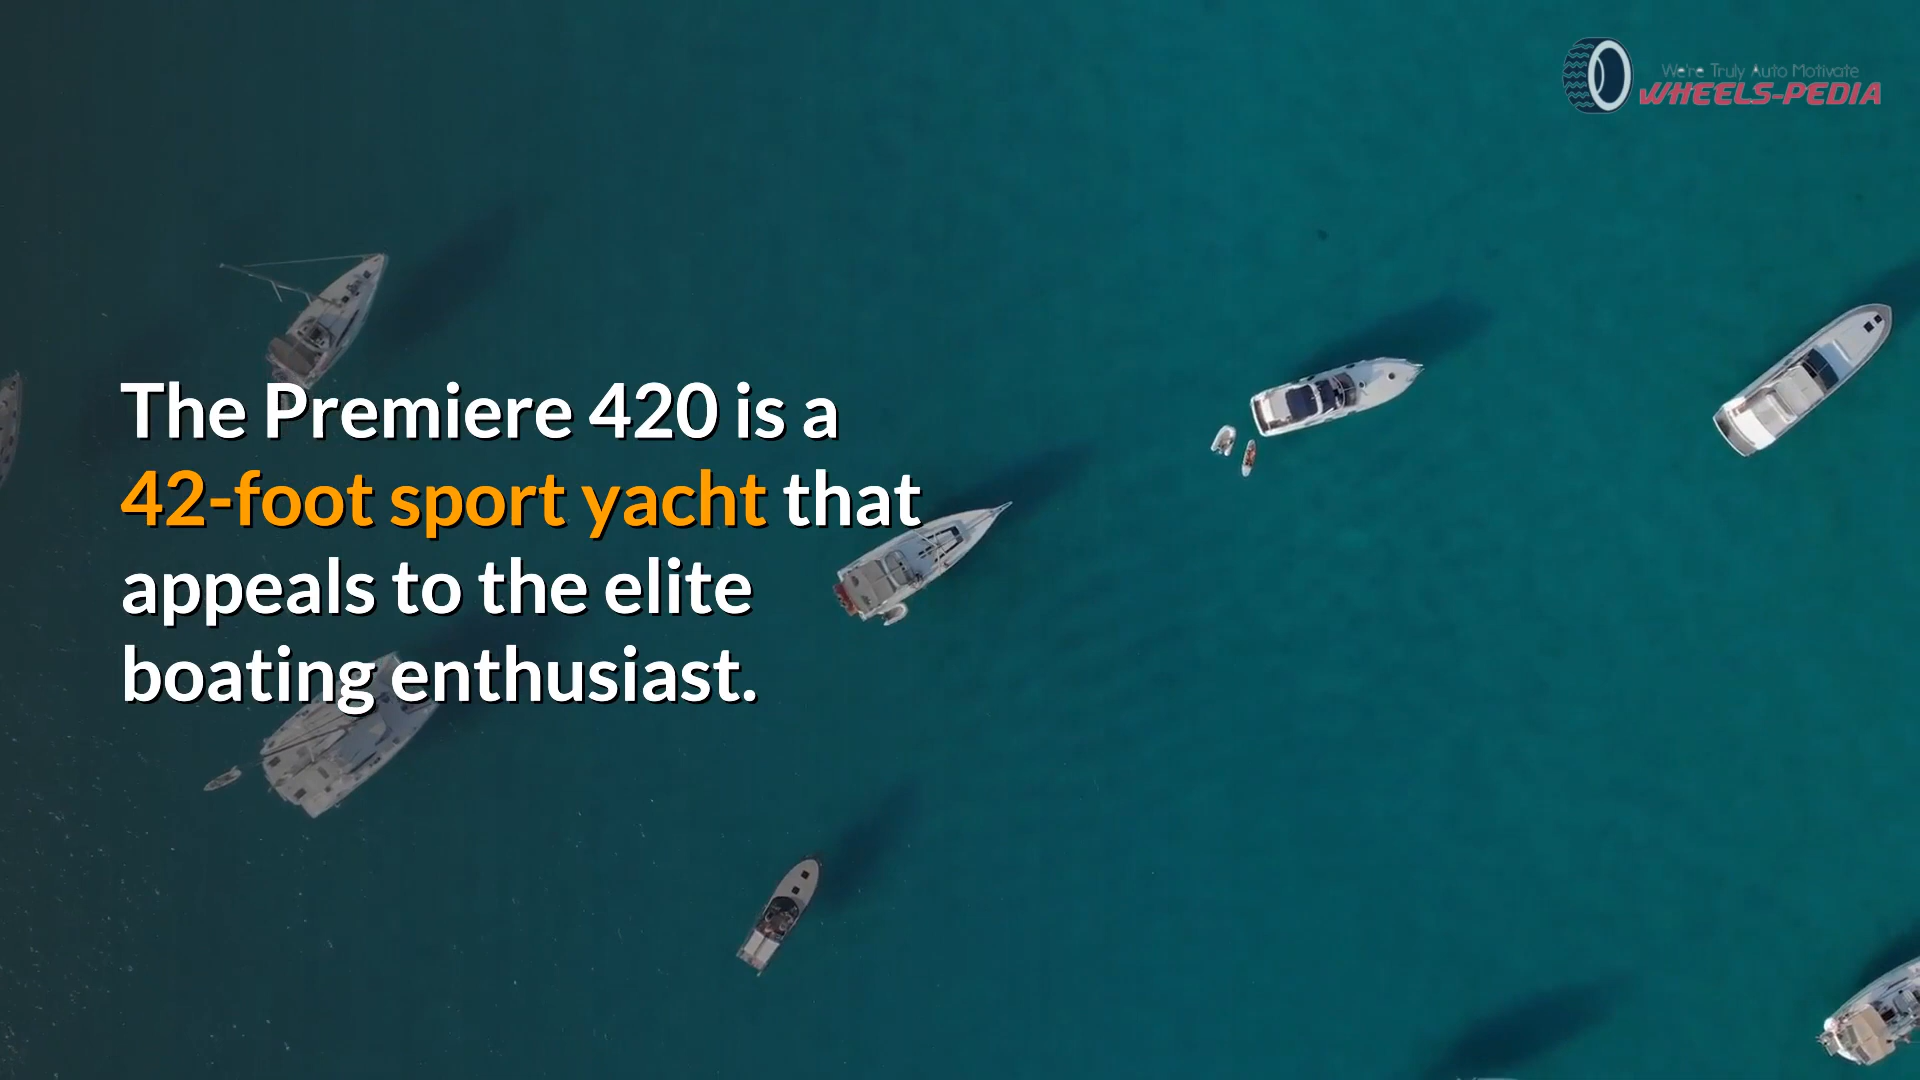 We're Truly Auto Motivate
WHEELS-PEDIA
The Premiere 420 is a
42-foot sport yacht that
appeals to the elite
boating enthusiast.